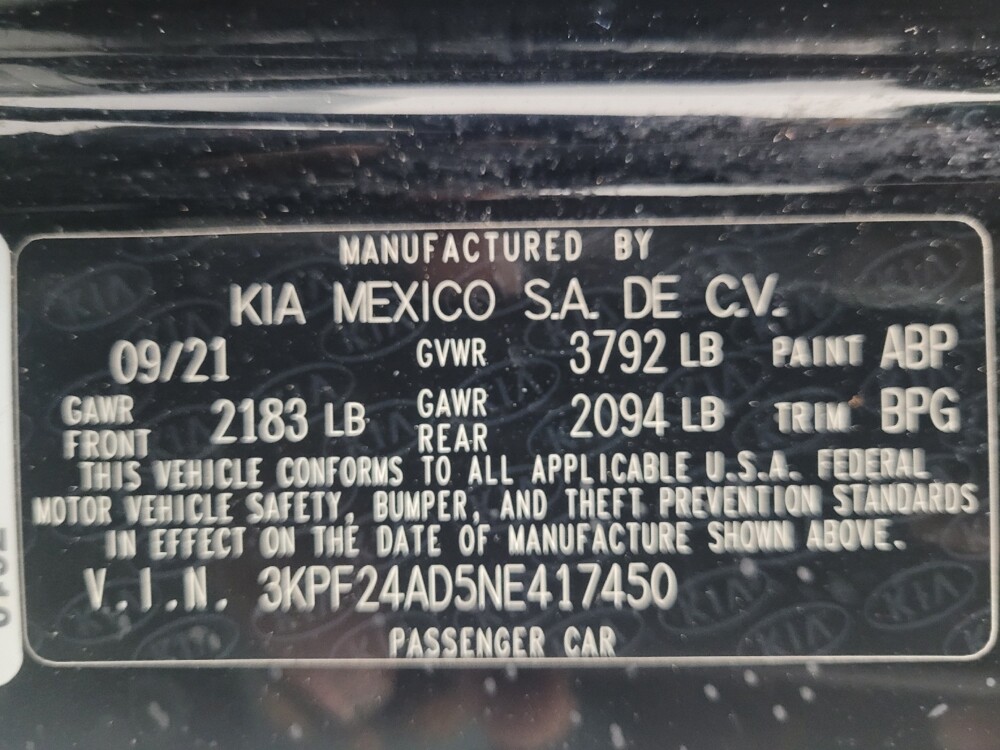 MANUFACTURED BY
KIA MEXICO S.A. DE C.V.
09/21 GVWR 3792 LB PAINT ABP
GAWR FRONT 2183 LB GAWR REAR 2094 LB TRIM BPG
THIS VEHICLE CONFORMS TO ALL APPLICABLE U.S.A. FEDERAL
MOTOR VEHICLE SAFETY, BUMPER, AND THEFT PREVENTION STANDARDS
IN EFFECT ON THE DATE OF MANUFACTURE SHOWN ABOVE.
V.I.N. 3KPF24AD5NE417450
PASSENGER CAR